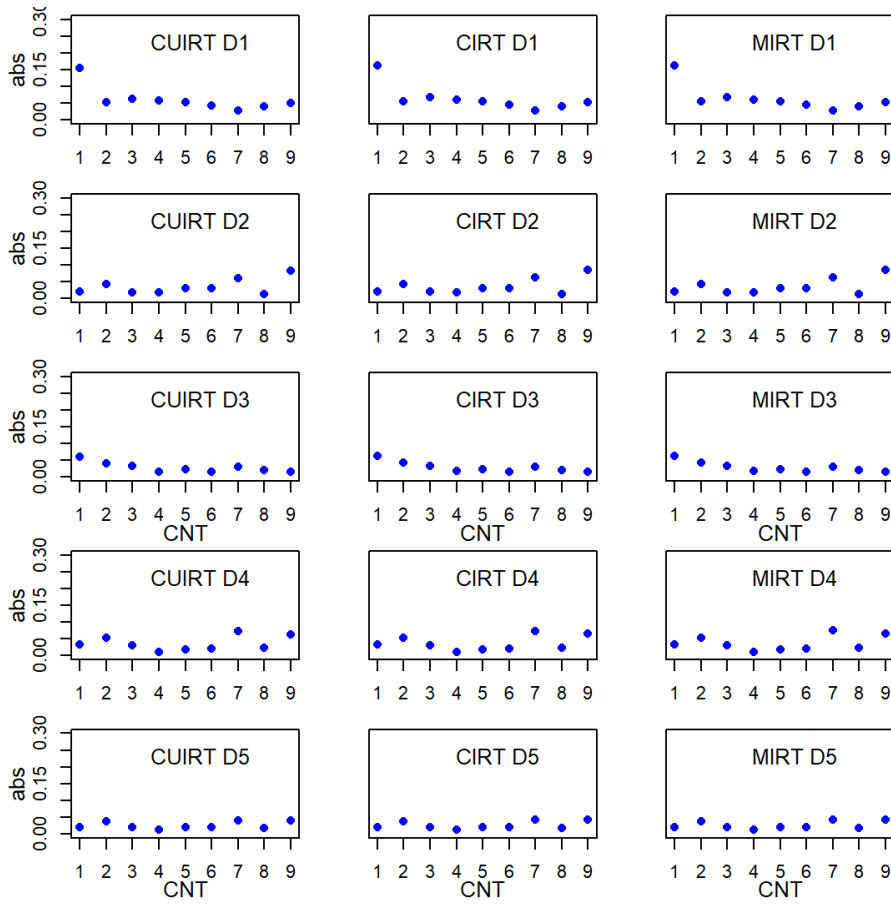 CUIRT D1 CIRT D1 MIRT D1
abs 0.00 0.15 0.30
1 2 3 4 5 6 7 8 9 1 2 3 4 5 6 7 8 9 1 2 3 4 5 6 7 8 9
CUIRT D2 CIRT D2 MIRT D2
abs 0.00 0.15 0.30
1 2 3 4 5 6 7 8 9 1 2 3 4 5 6 7 8 9 1 2 3 4 5 6 7 8 9
CUIRT D3 CIRT D3 MIRT D3
abs 0.00 0.15 0.30
1 2 3 4 5 6 7 8 9 1 2 3 4 5 6 7 8 9 1 2 3 4 5 6 7 8 9
CNT CNT CNT
CUIRT D4 CIRT D4 MIRT D4
abs 0.00 0.15 0.30
1 2 3 4 5 6 7 8 9 1 2 3 4 5 6 7 8 9 1 2 3 4 5 6 7 8 9
CUIRT D5 CIRT D5 MIRT D5
abs 0.00 0.15 0.30
1 2 3 4 5 6 7 8 9 1 2 3 4 5 6 7 8 9 1 2 3 4 5 6 7 8 9
CNT CNT CNT